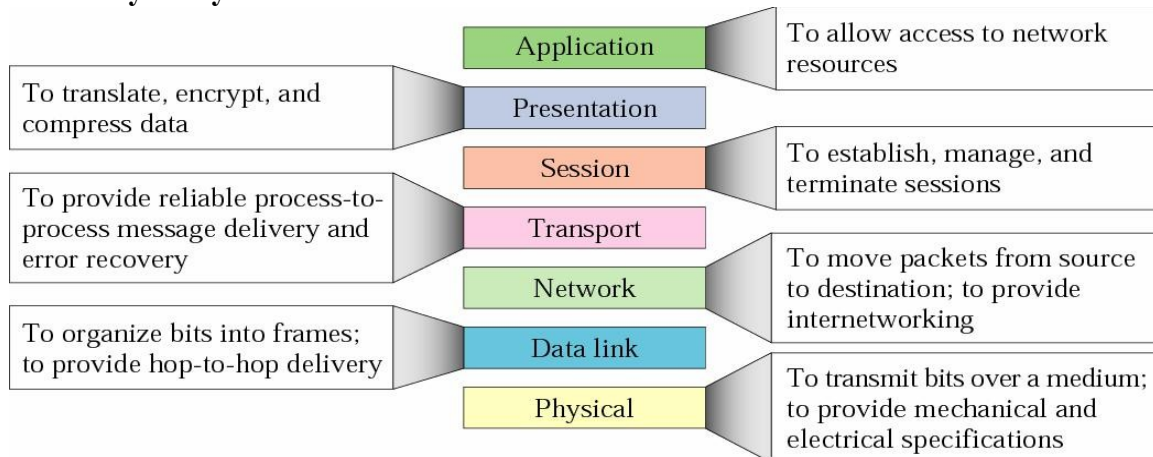 Application
To allow access to network
resources
To translate, encrypt, and
compress data
Presentation
Session
To establish, manage, and
terminate sessions
To provide reliable process-to-
process message delivery and
error recovery
Transport
Network
To move packets from source
to destination; to provide
internetworking
To organize bits into frames;
to provide hop-to-hop delivery
Data link
Physical
To transmit bits over a medium;
to provide mechanical and
electrical specifications